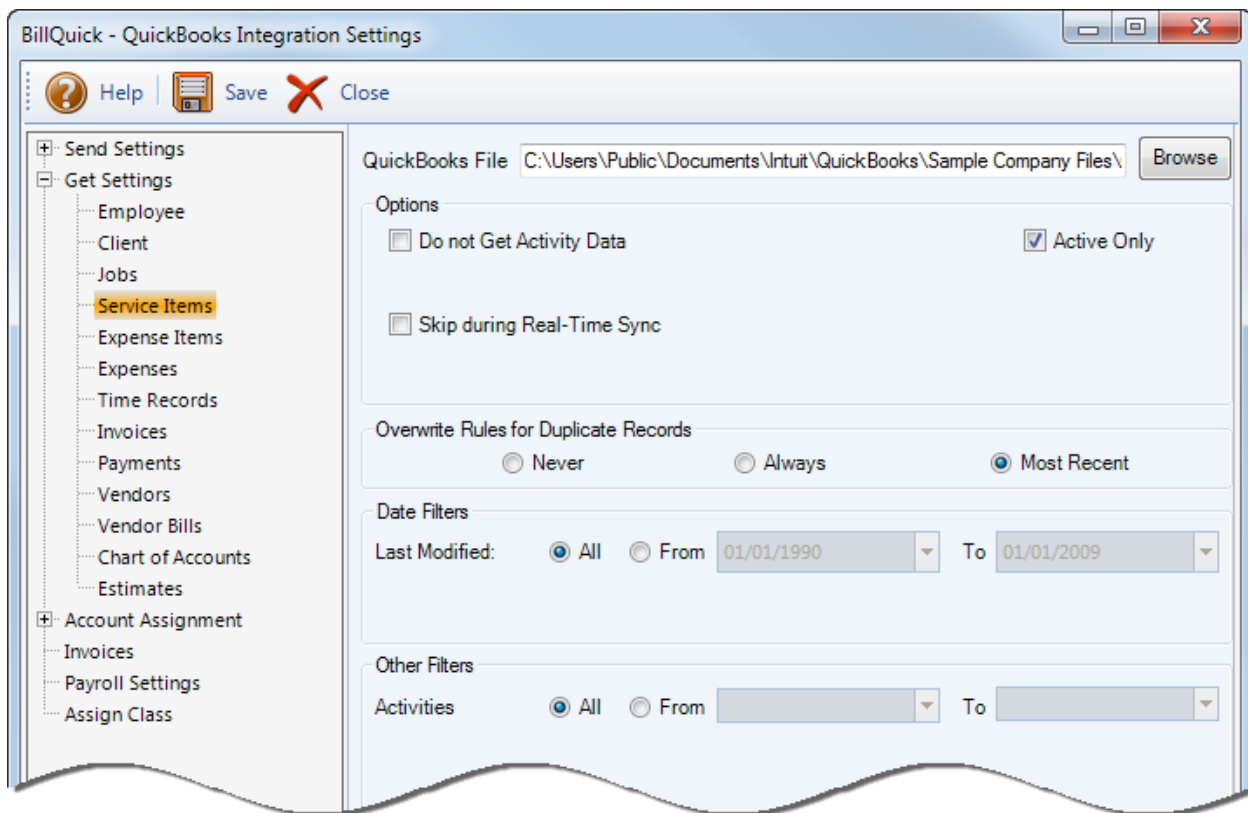 BillQuick - QuickBooks Integration Settings
Help Save Close
Send Settings
Get Settings
Employee
Client
Jobs
Service Items
Expense Items
Expenses
Time Records
Invoices
Payments
Vendors
Vendor Bills
Chart of Accounts
Estimates
Account Assignment
Invoices
Payroll Settings
Assign Class
QuickBooks File C:\Users\Public\Documents\Intuit\QuickBooks\Sample Company Files\ Browse
Options
Do not Get Activity Data Active Only
Skip during Real-Time Sync
Overwrite Rules for Duplicate Records
Never Always Most Recent
Date Filters
Last Modified: All From 01/01/1990 To 01/01/2009
Other Filters
Activities All From To